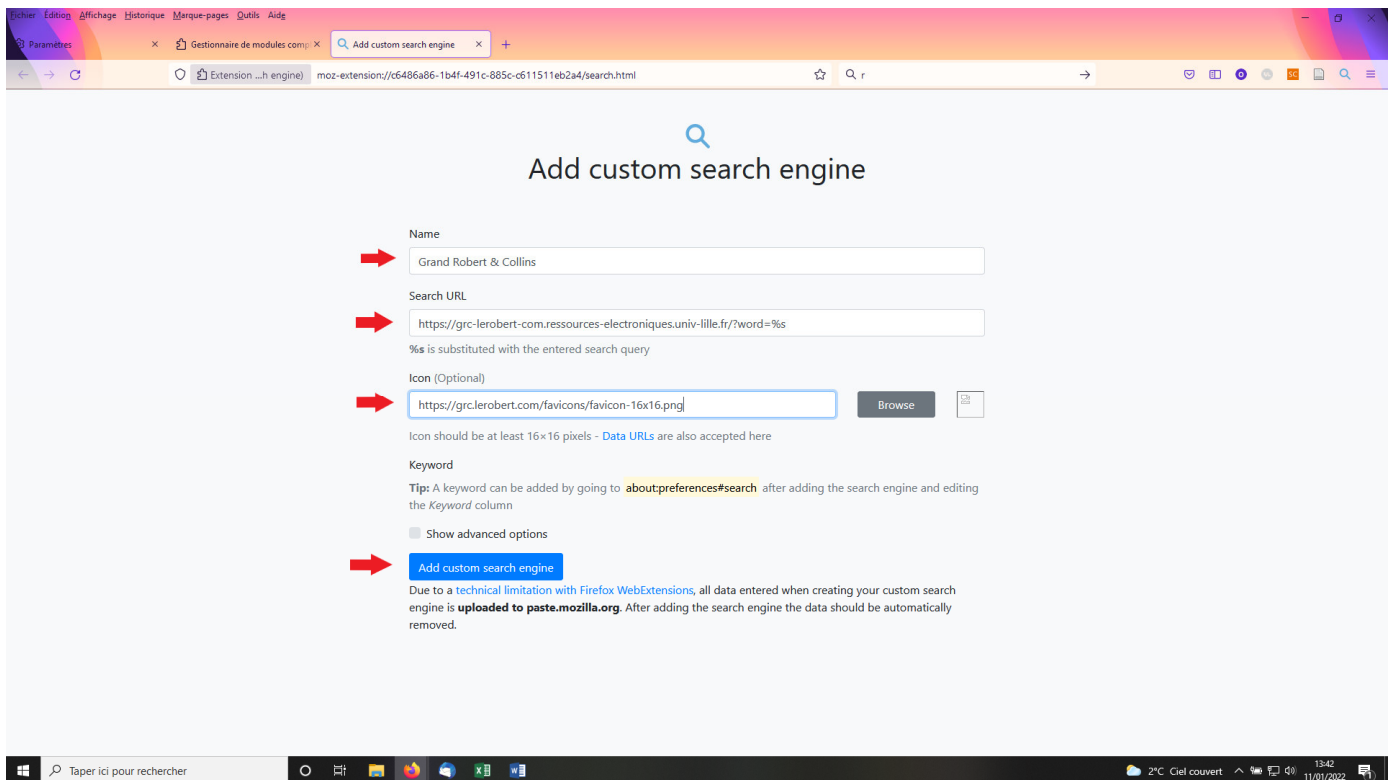 Fichier Edition Affichage Historique Marque-pages Outils Aide
Paramètres × Gestionnaire de modules comp × Add custom search engine × +
Extension ...h engine) moz-extension://c6486a86-1b4f-491c-885c-c611511eb2a4/search.html r
SC
Add custom search engine
Name
Grand Robert & Collins
Search URL
https://grc-lerobert-com.ressources-electroniques.univ-lille.fr/?word=%s
%s is substituted with the entered search query
Icon (Optional)
https://grc.lerobert.com/favicons/favicon-16x16.png
Browse
Icon should be at least 16×16 pixels - Data URLs are also accepted here
Keyword
Tip: A keyword can be added by going to about:preferences#search after adding the search engine and editing
the Keyword column
Show advanced options
Add custom search engine
Due to a technical limitation with Firefox WebExtensions, all data entered when creating your custom search
engine is uploaded to paste.mozilla.org. After adding the search engine the data should be automatically
removed.
Taper ici pour rechercher
2°C Ciel couvert
13:42
11/01/2022